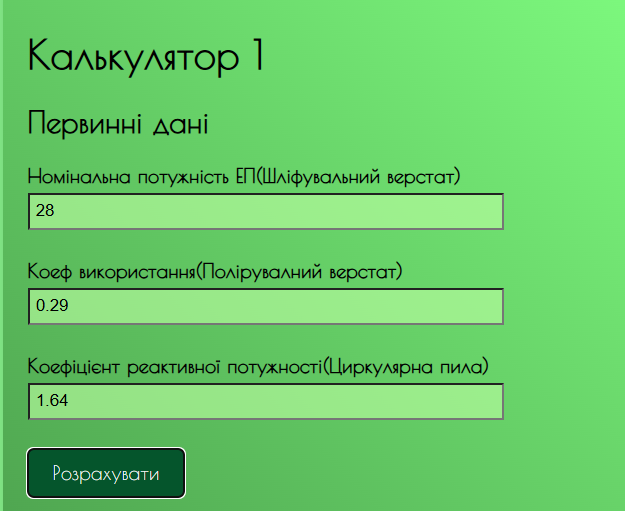 Калькулятор 1
Первинні дані
Номінальна потужність ЕП(Шліфувальний верстат)
28
Коеф використання(Полірувалний верстат)
0.29
Коефіцієнт реактивної потужності(Циркулярна пила)
1.64
Розрахувати